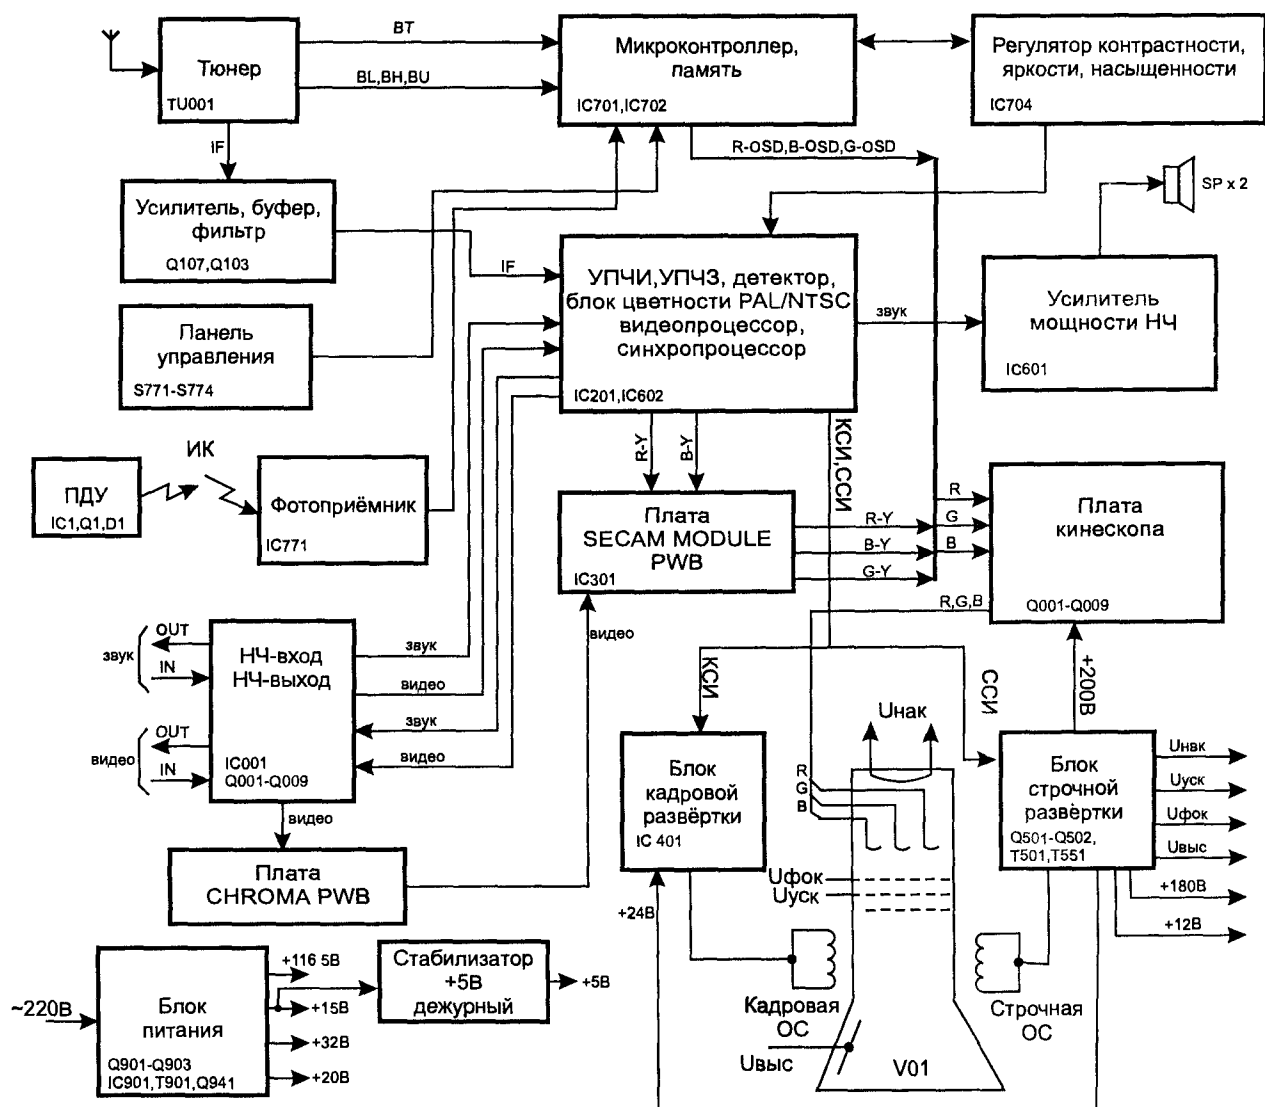 BT
BL,BH,BU
Тюнер
TU001
Микроконтроллер,
память
IC701,IC702
Регулятор контрастности,
яркости, насыщенности
IC704
IF
R-OSD,B-OSD,G-OSD
SP x 2
Усилитель, буфер,
фильтр
Q107,Q103
IF
УПЧИ,УПЧЗ, детектор,
блок цветности PAL/NTSC
видеопроцессор,
синхропроцессор
IC201,IC602
звук
Усилитель
мощности НЧ
IC601
Панель
управления
S771-S774
R-Y
B-Y
КСИ,ССИ
ПДУ
IC1,Q1,D1
ИК
Фотоприёмник
IC771
Плата
SECAM MODULE
PWB
IC301
R-Y
B-Y
G-Y
R
G
B
Плата
кинескопа
Q001-Q009
R,G,B
видео
звук
OUT
IN
видео
OUT
IN
НЧ-вход
НЧ-выход
IC001
Q001-Q009
звук
видео
звук
видео
видео
КСИ
ССИ
+200В
Плата
CHROMA PWB
Блок
кадровой
развёртки
IC 401
+24В
Uнак
R
G
B
Uфок
Uуск
Блок
строчной
развёртки
Q501-Q502,
T501,T551
Uнвк
Uуск
Uфок
Uвыс
+180В
+12В
~220В
Блок
питания
Q901-Q903
IC901,T901,Q941
+116 5В
+15В
+32В
+20В
Стабилизатор
+5В
дежурный
+5В
Кадровая
ОС
Uвыс
V01
Строчная
ОС